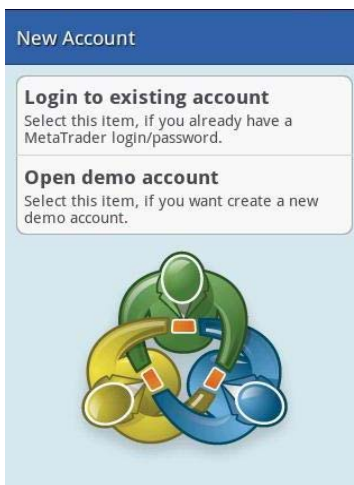 New Account
Login to existing account
Select this item, if you already have a
MetaTrader login/password.
Open demo account
Select this item, if you want create a new
demo account.